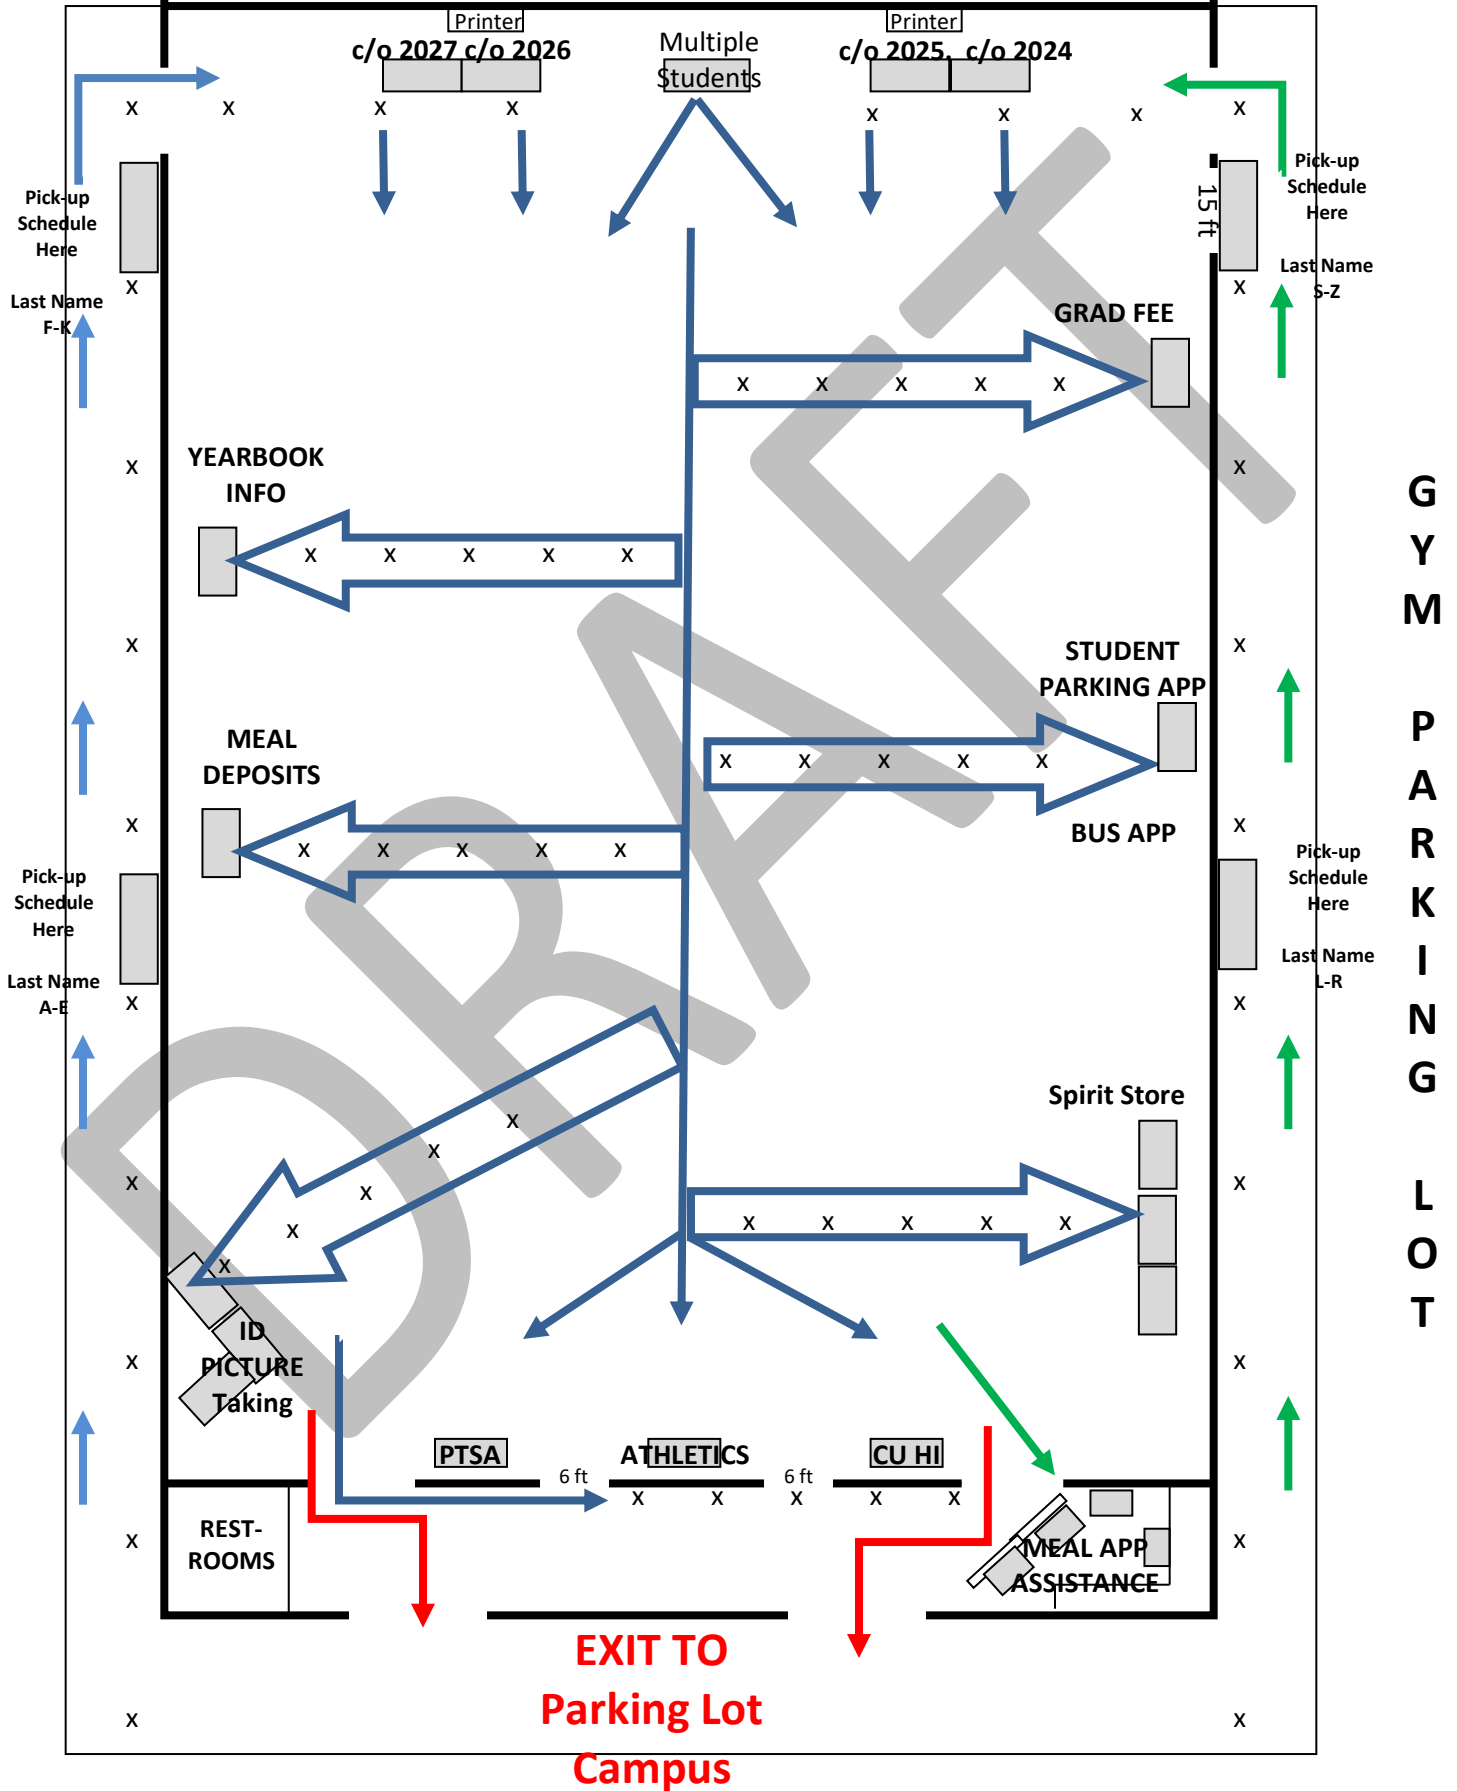 Printer
Printer
c/o 2027 c/o 2026
Multiple
Students
c/o 2025. c/o 2024
x x x x x x x x
Pick-up
Schedule
Here
Last Name
F-K
15 ft
Pick-up
Schedule
Here
Last Name
S-Z
x x
GRAD FEE
x x x x x
YEARBOOK
INFO
x x
x x x x x
x x
STUDENT
PARKING APP
x x x x x
MEAL
DEPOSITS
BUS APP
x x
x x x x x
Pick-up
Schedule
Here
Last Name
A-E
Pick-up
Schedule
Here
Last Name
L-R
x x
G
Y
M
P
A
R
K
I
N
G
L
O
T
DRAFT
Spirit Store
x
x
x
x
x
x x
x x x x x
ID
PICTURE
Taking
x x
PTSA
ATHLETICS
CU HI
6 ft
6 ft
x x x x x
REST-
ROOMS
MEAL APP
ASSISTANCE
x x
EXIT TO
Parking Lot
Campus
x x